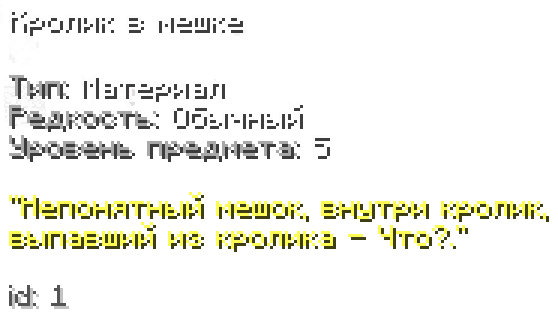 Кролик в мешке
Тип: Материал
Редкость: Обычный
Уровень предмета: 5
"Непонятный мешок, внутри кролик,
выпавший из кролика – Что?."
id: 1